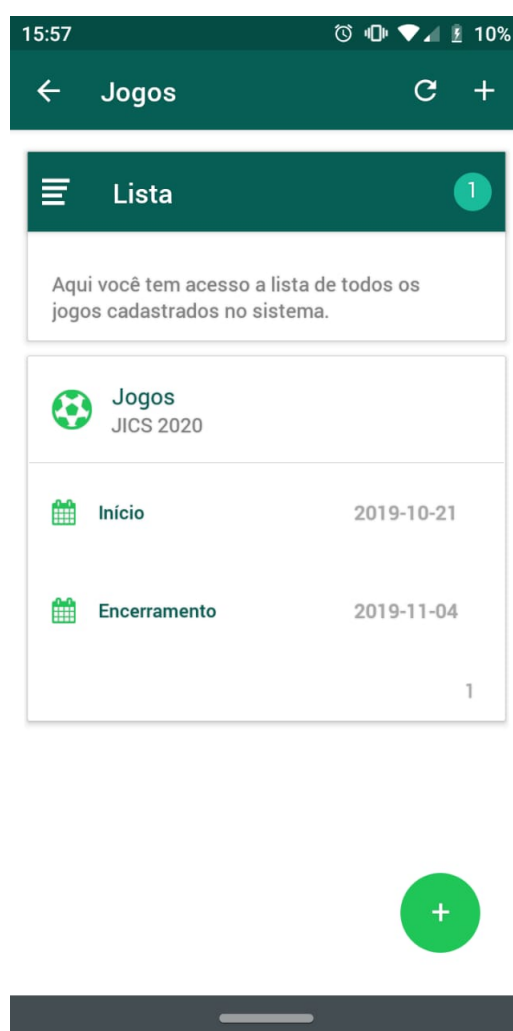 15:57 10%
Jogos
Lista 1
Aqui você tem acesso a lista de todos os
jogos cadastrados no sistema.
Jogos
JICS 2020
Início 2019-10-21
Encerramento 2019-11-04
1